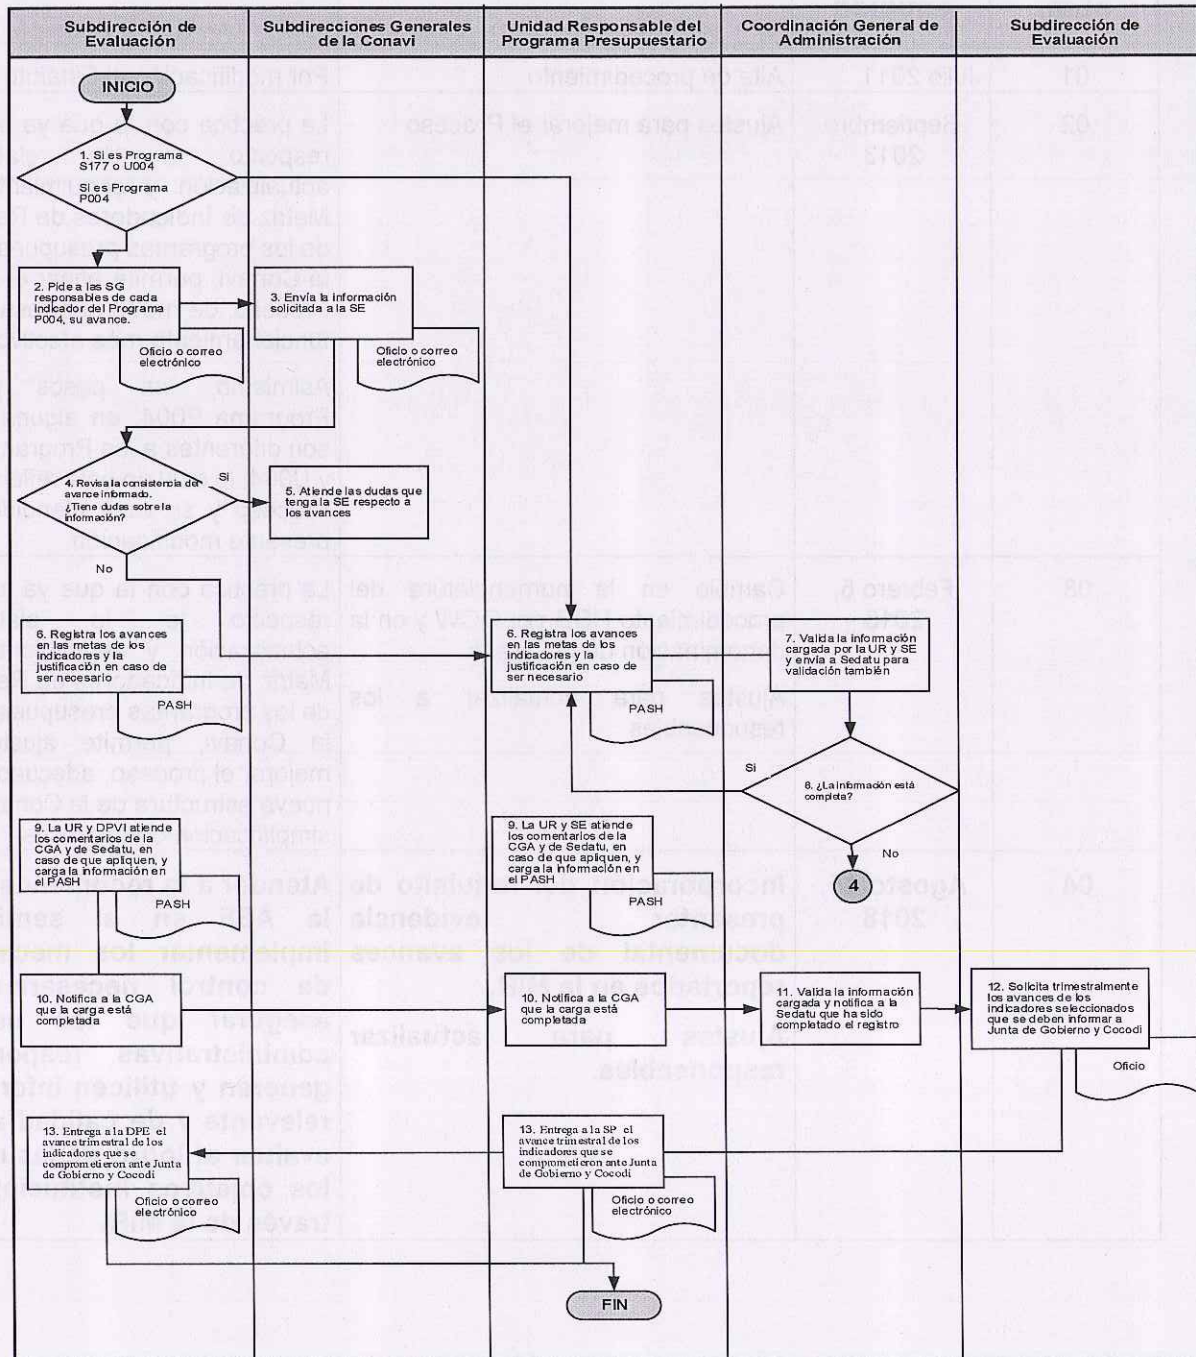 Subdirección de
Evaluación
Subdirecciones Generales
de la Conavi
Unidad Responsable del
Programa Presupuestario
Coordinación General de
Administración
Subdirección de
Evaluación
INICIO
1. Si es Programa
S177 o U004
Si es Programa
P004
2. Pide a las SG
responsables de cada
indicador del Programa
P004, su avance.
Oficio o correo
electrónico
3. Envía la información
solicitada a la SE
Oficio o correo
electrónico
4. Revisa la consistencia del
avance informado.
¿Tiene dudas sobre la
información?
Si
5. Atiende las dudas que
tenga la SE respecto a
los avances
No
6. Registra los avances
en las metas de los
indicadores y la
justificación en caso de
ser necesario
PASH
6. Registra los avances
en las metas de los
indicadores y la
justificación en caso de
ser necesario
PASH
7. Valida la información
cargada por la UR y SE
y envía a Sedatu para
validación también
Si
8. ¿La información está
completa?
No
4
9. La UR y DPVI atiende
los comentarios de la
CGA y de Sedatu, en
caso de que apliquen, y
carga la información en
el PASH
PASH
9. La UR y SE atiende
los comentarios de la
CGA y de Sedatu, en
caso de que apliquen, y
carga la información en
el PASH
PASH
10. Notifica a la CGA
que la carga está
completada
10. Notifica a la CGA
que la carga está
completada
11. Valida la información
cargada y notifica a la
Sedatu que ha sido
completado el registro
12. Solicita trimestralmente
los avances de los
indicadores seleccionados
que se deben informar a
Junta de Gobierno y Cocodi
Oficio
13. Entrega a la DPE el
avance trimestral de los
indicadores que se
comprometieron ante Junta
de Gobierno y Cocodi
Oficio o correo
electrónico
13. Entrega a la SP el
avance trimestral de los
indicadores que se
comprometieron ante Junta
de Gobierno y Cocodi
Oficio o correo
electrónico
FIN